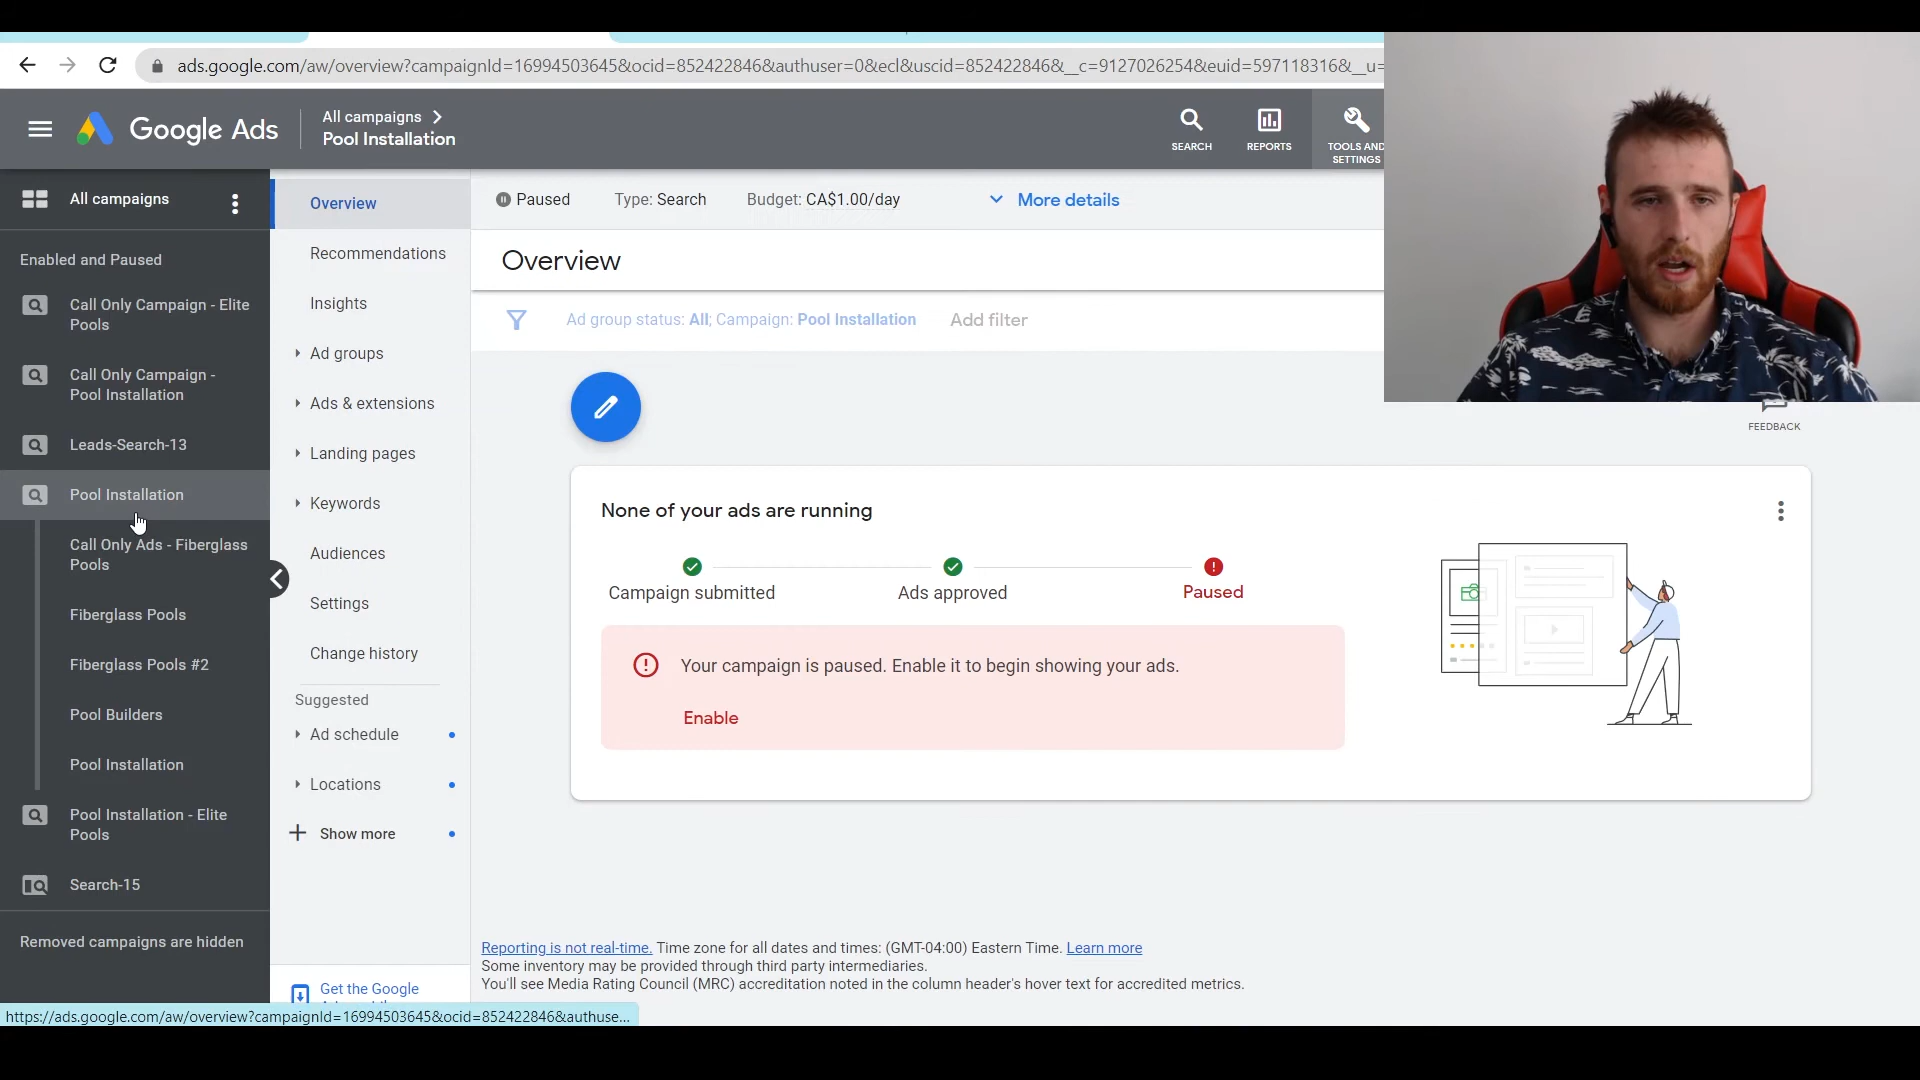 ads.google.com/aw/overview?campaignId=16994503645&ocid=852422846&authuser=0&ecl&uscid=852422846&__c=9127026254&euid=597118316&__u=
Google Ads
All campaigns
Pool Installation
SEARCH
REPORTS
TOOLS AND
SETTINGS
All campaigns
Enabled and Paused
Call Only Campaign - Elite
Pools
Call Only Campaign -
Pool Installation
Leads-Search-13
Pool Installation
Call Only Ads - Fiberglass
Pools
Fiberglass Pools
Fiberglass Pools #2
Pool Builders
Pool Installation
Pool Installation - Elite
Pools
Search-15
Removed campaigns are hidden
Overview
Recommendations
Insights
Ad groups
Ads & extensions
Landing pages
Keywords
Audiences
Settings
Change history
Suggested
Ad schedule
Locations
Show more
Get the Google
Paused
Type: Search
Budget: CA$1.00/day
More details
Overview
Ad group status: All; Campaign: Pool Installation
Add filter
FEEDBACK
None of your ads are running
Campaign submitted
Ads approved
Paused
Your campaign is paused. Enable it to begin showing your ads.
Enable
Reporting is not real-time. Time zone for all dates and times: (GMT-04:00) Eastern Time. Learn more
Some inventory may be provided through third party intermediaries.
You'll see Media Rating Council (MRC) accreditation noted in the column header's hover text for accredited metrics.
https://ads.google.com/aw/overview?campaignId=16994503645&ocid=852422846&authuse...